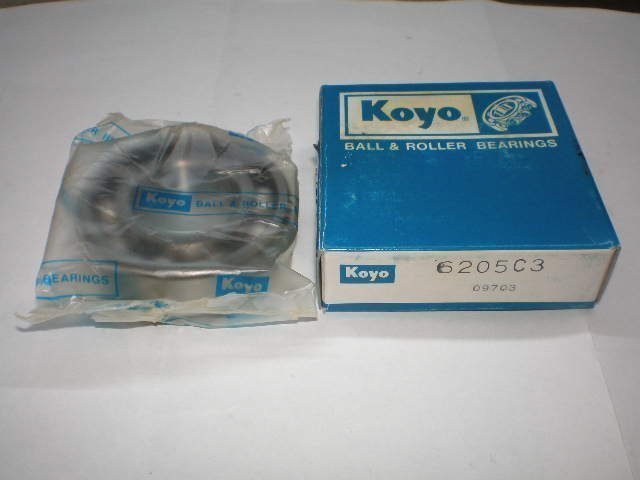 Koyo®
BALL & ROLLER BEARINGS
Koyo 6205C3
09703
Koyo BALL & ROLLER
BEARINGS
Koyo